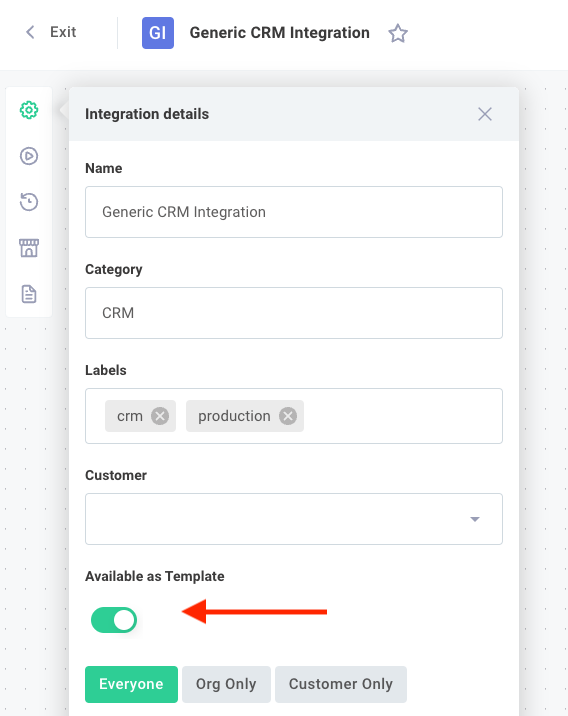 Exit
GI
Generic CRM Integration
Integration details
Name
Generic CRM Integration
Category
CRM
Labels
crm production
Customer
Available as Template
Everyone Org Only Customer Only